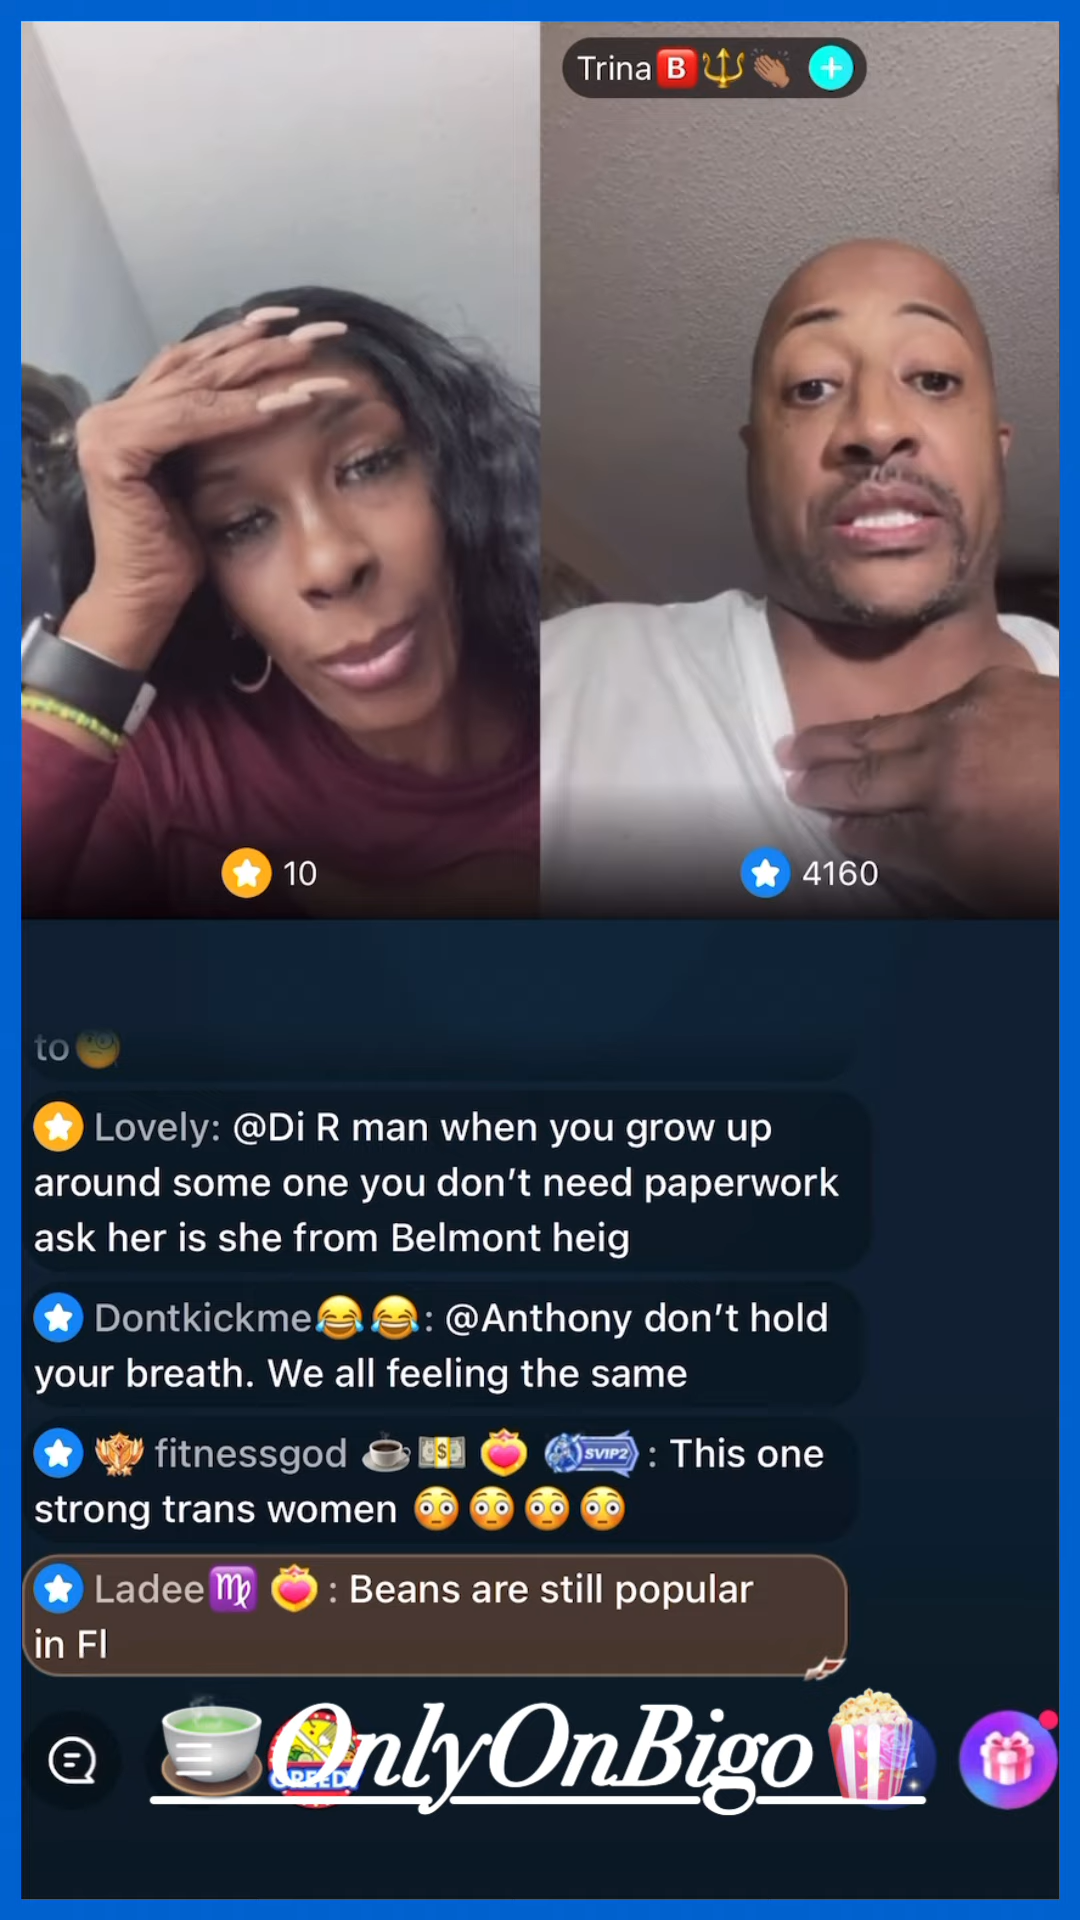 Trina B
10
4160
to
Lovely: @Di R man when you grow up
around some one you don’t need paperwork
ask her is she from Belmont heig
Dontkickme: @Anthony don’t hold
your breath. We all feeling the same
fitnessgod SVIP2 : This one
strong trans women
Ladee : Beans are still popular
in Fl
OnlyOnBigo
GREEDY